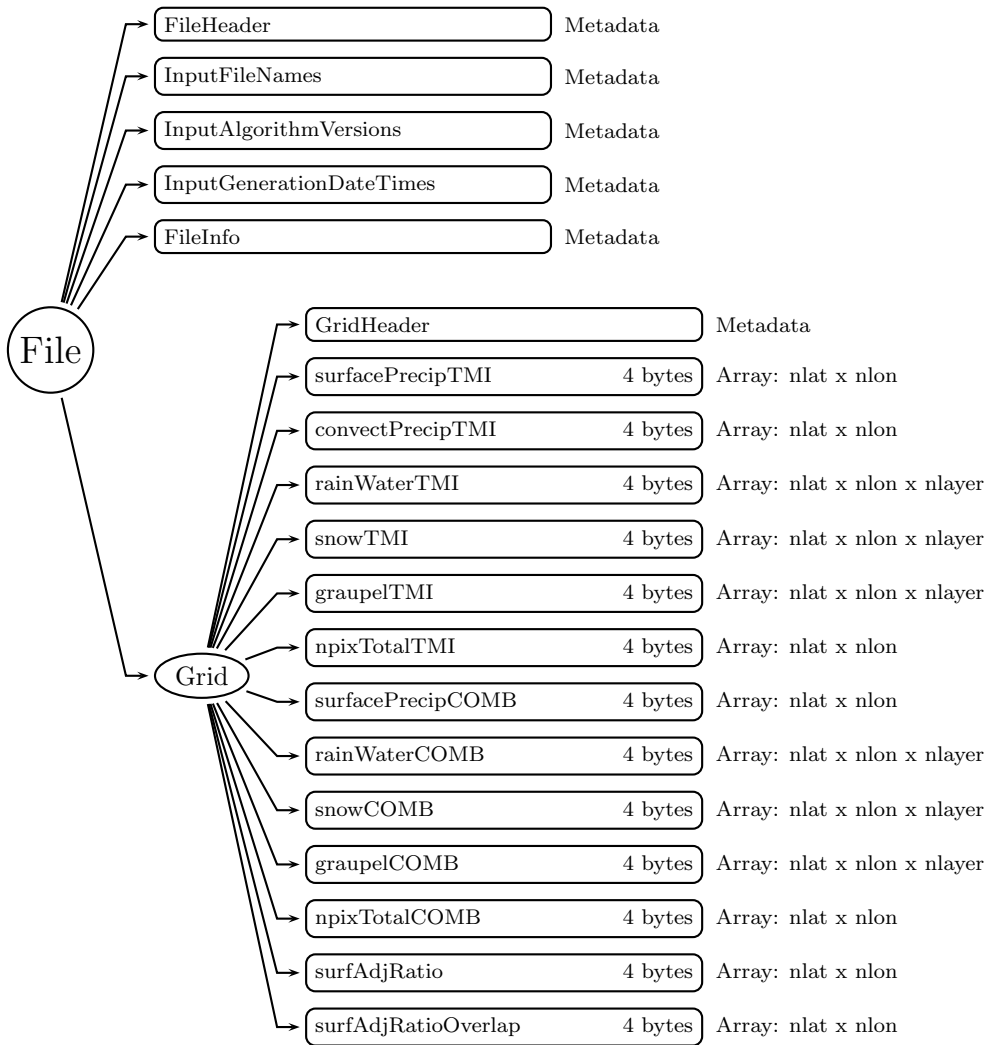 FileHeader Metadata
InputFileNames Metadata
InputAlgorithmVersions Metadata
InputGenerationDateTimes Metadata
FileInfo Metadata
File
GridHeader Metadata
surfacePrecipTMI 4 bytes Array: nlat x nlon
convectPrecipTMI 4 bytes Array: nlat x nlon
rainWaterTMI 4 bytes Array: nlat x nlon x nlayer
snowTMI 4 bytes Array: nlat x nlon x nlayer
graupelTMI 4 bytes Array: nlat x nlon x nlayer
npixTotalTMI 4 bytes Array: nlat x nlon
Grid
surfacePrecipCOMB 4 bytes Array: nlat x nlon
rainWaterCOMB 4 bytes Array: nlat x nlon x nlayer
snowCOMB 4 bytes Array: nlat x nlon x nlayer
graupelCOMB 4 bytes Array: nlat x nlon x nlayer
npixTotalCOMB 4 bytes Array: nlat x nlon
surfAdjRatio 4 bytes Array: nlat x nlon
surfAdjRatioOverlap 4 bytes Array: nlat x nlon